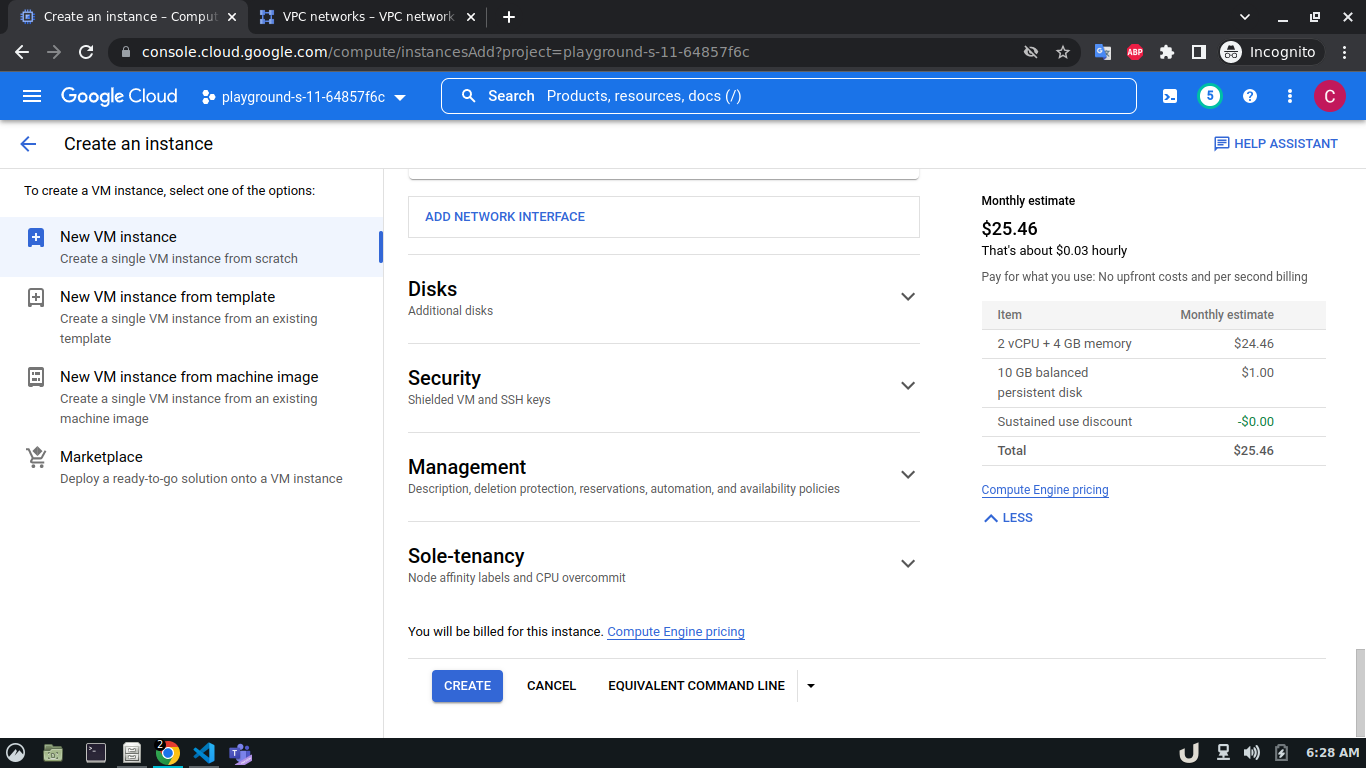 Create an instance – Comput
VPC networks – VPC network
console.cloud.google.com/compute/instancesAdd?project=playground-s-11-64857f6c
ABP
Incognito
Google Cloud
playground-s-11-64857f6c
Search Products, resources, docs (/)
5
C
Create an instance
HELP ASSISTANT
To create a VM instance, select one of the options:
New VM instance
Create a single VM instance from scratch
New VM instance from template
Create a single VM instance from an existing
template
New VM instance from machine image
Create a single VM instance from an existing
machine image
Marketplace
Deploy a ready-to-go solution onto a VM instance
ADD NETWORK INTERFACE
Disks
Additional disks
Security
Shielded VM and SSH keys
Management
Description, deletion protection, reservations, automation, and availability policies
Sole-tenancy
Node affinity labels and CPU overcommit
You will be billed for this instance. Compute Engine pricing
CREATE
CANCEL
EQUIVALENT COMMAND LINE
Monthly estimate
$25.46
That's about $0.03 hourly
Pay for what you use: No upfront costs and per second billing
Item Monthly estimate
2 vCPU + 4 GB memory $24.46
10 GB balanced $1.00
persistent disk
Sustained use discount -$0.00
Total $25.46
Compute Engine pricing
LESS
2
6:28 AM